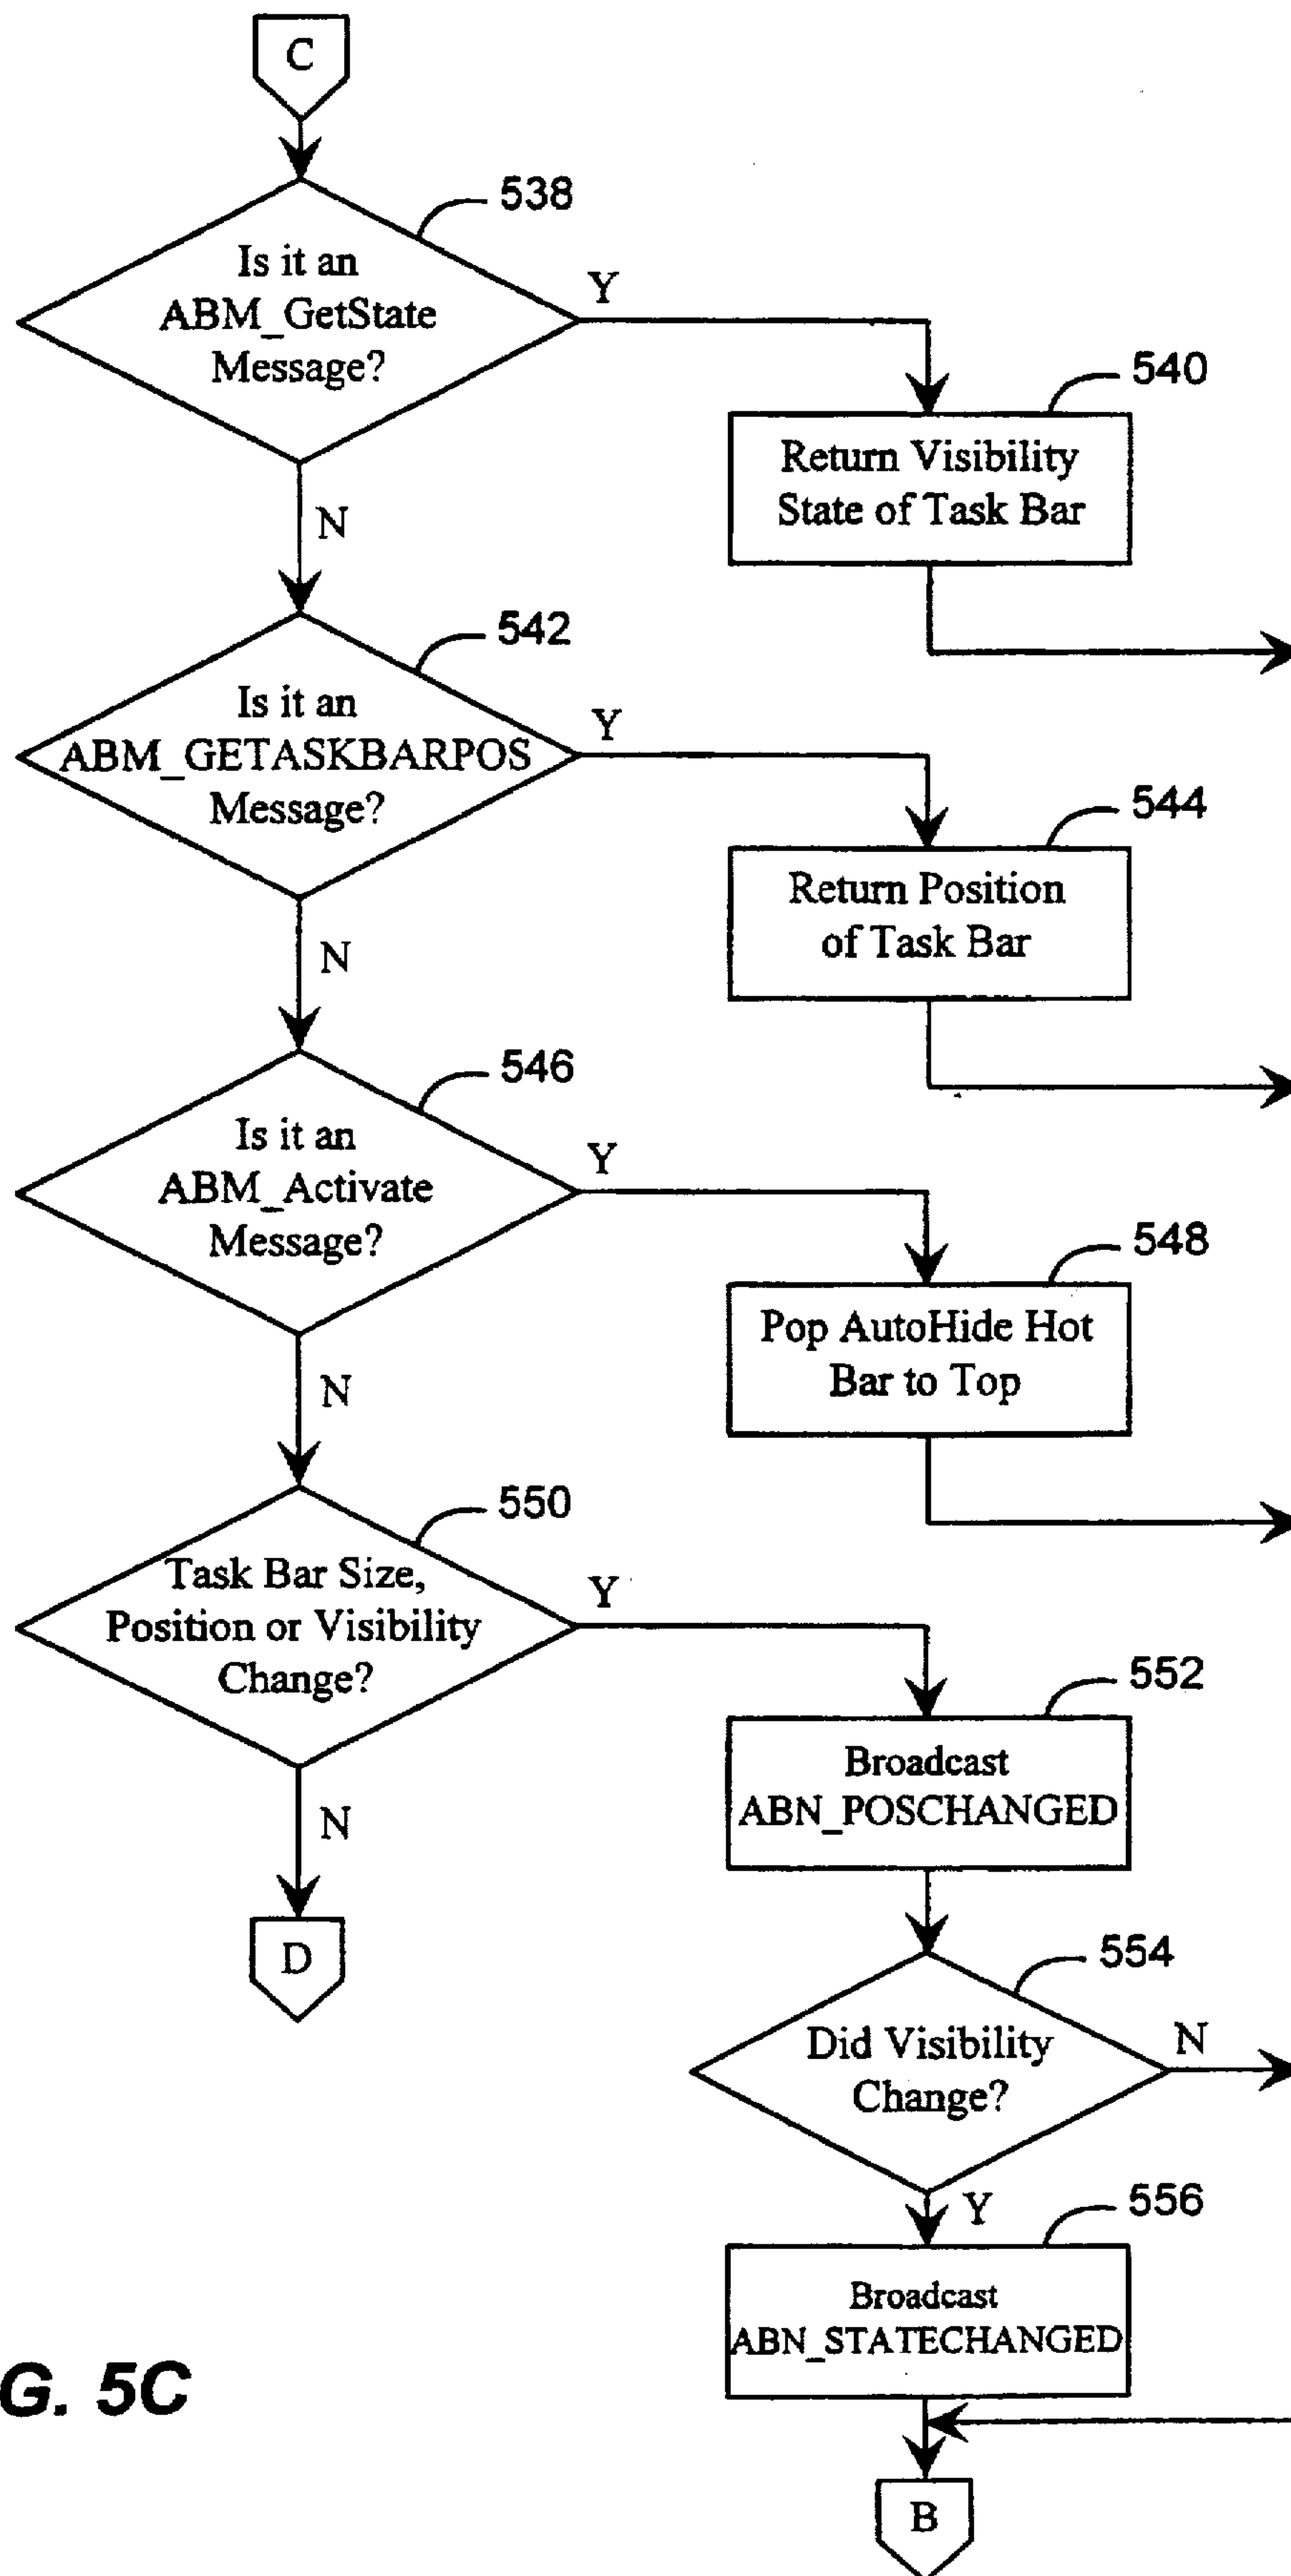 C
538
Is it an
ABM_GetState
Message?
Y
540
Return Visibility
State of Task Bar
N
542
Is it an
ABM_GETASKBARPOS
Message?
Y
544
Return Position
of Task Bar
N
546
Is it an
ABM_Activate
Message?
Y
548
Pop AutoHide Hot
Bar to Top
N
550
Task Bar Size,
Position or Visibility
Change?
Y
552
Broadcast
ABN_POSCHANGED
N
D
554
Did Visibility
Change?
N
Y
556
Broadcast
ABN_STATECHANGED
G. 5C
B